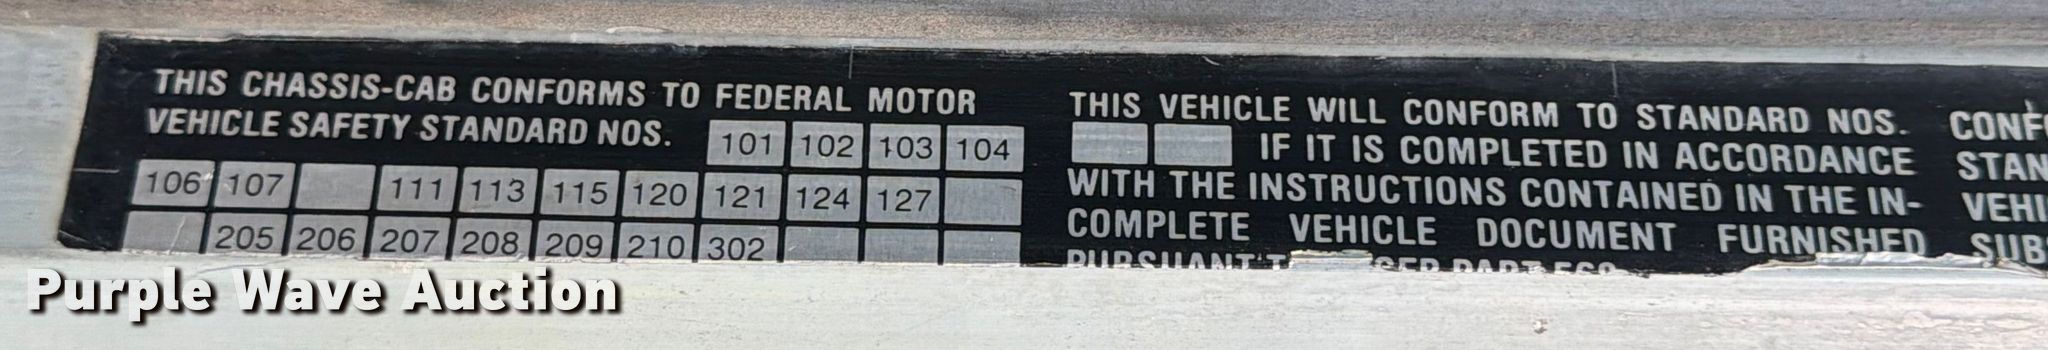 THIS CHASSIS-CAB CONFORMS TO FEDERAL MOTOR
VEHICLE SAFETY STANDARD NOS. 101 102 103 104
106 107 111 113 115 120 121 124 127
205 206 207 208 209 210 302
THIS VEHICLE WILL CONFORM TO STANDARD NOS.
IF IT IS COMPLETED IN ACCORDANCE
WITH THE INSTRUCTIONS CONTAINED IN THE IN-
COMPLETE VEHICLE DOCUMENT FURNISHED
PURSUANT
CONF
STAN
VEHI
SUB
Purple Wave Auction